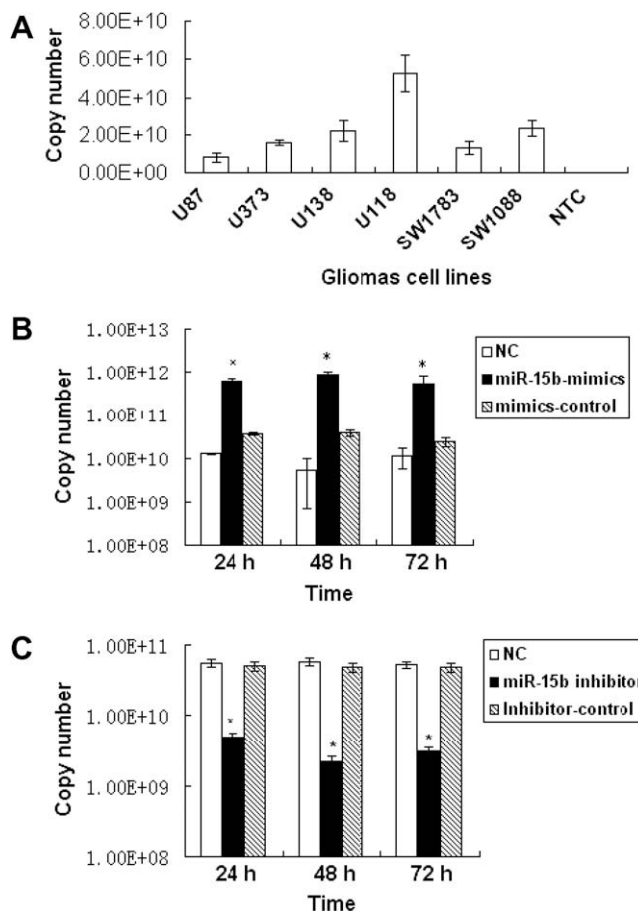 A
8.00E+10
6.00E+10
4.00E+10
2.00E+10
0.00E+00
Copy number
U87
U373
U138
U118
SW1783
SW1088
NTC
Gliomas cell lines
B
1.00E+13
1.00E+12
1.00E+11
1.00E+10
1.00E+09
1.00E+08
Copy number
* * *
NC
miR-15b-mimics
mimics-control
24 h 48 h 72 h
Time
C
1.00E+11
1.00E+10
1.00E+09
1.00E+08
Copy number
* * *
NC
miR-15b inhibitor
Inhibitor-control
24 h 48 h 72 h
Time